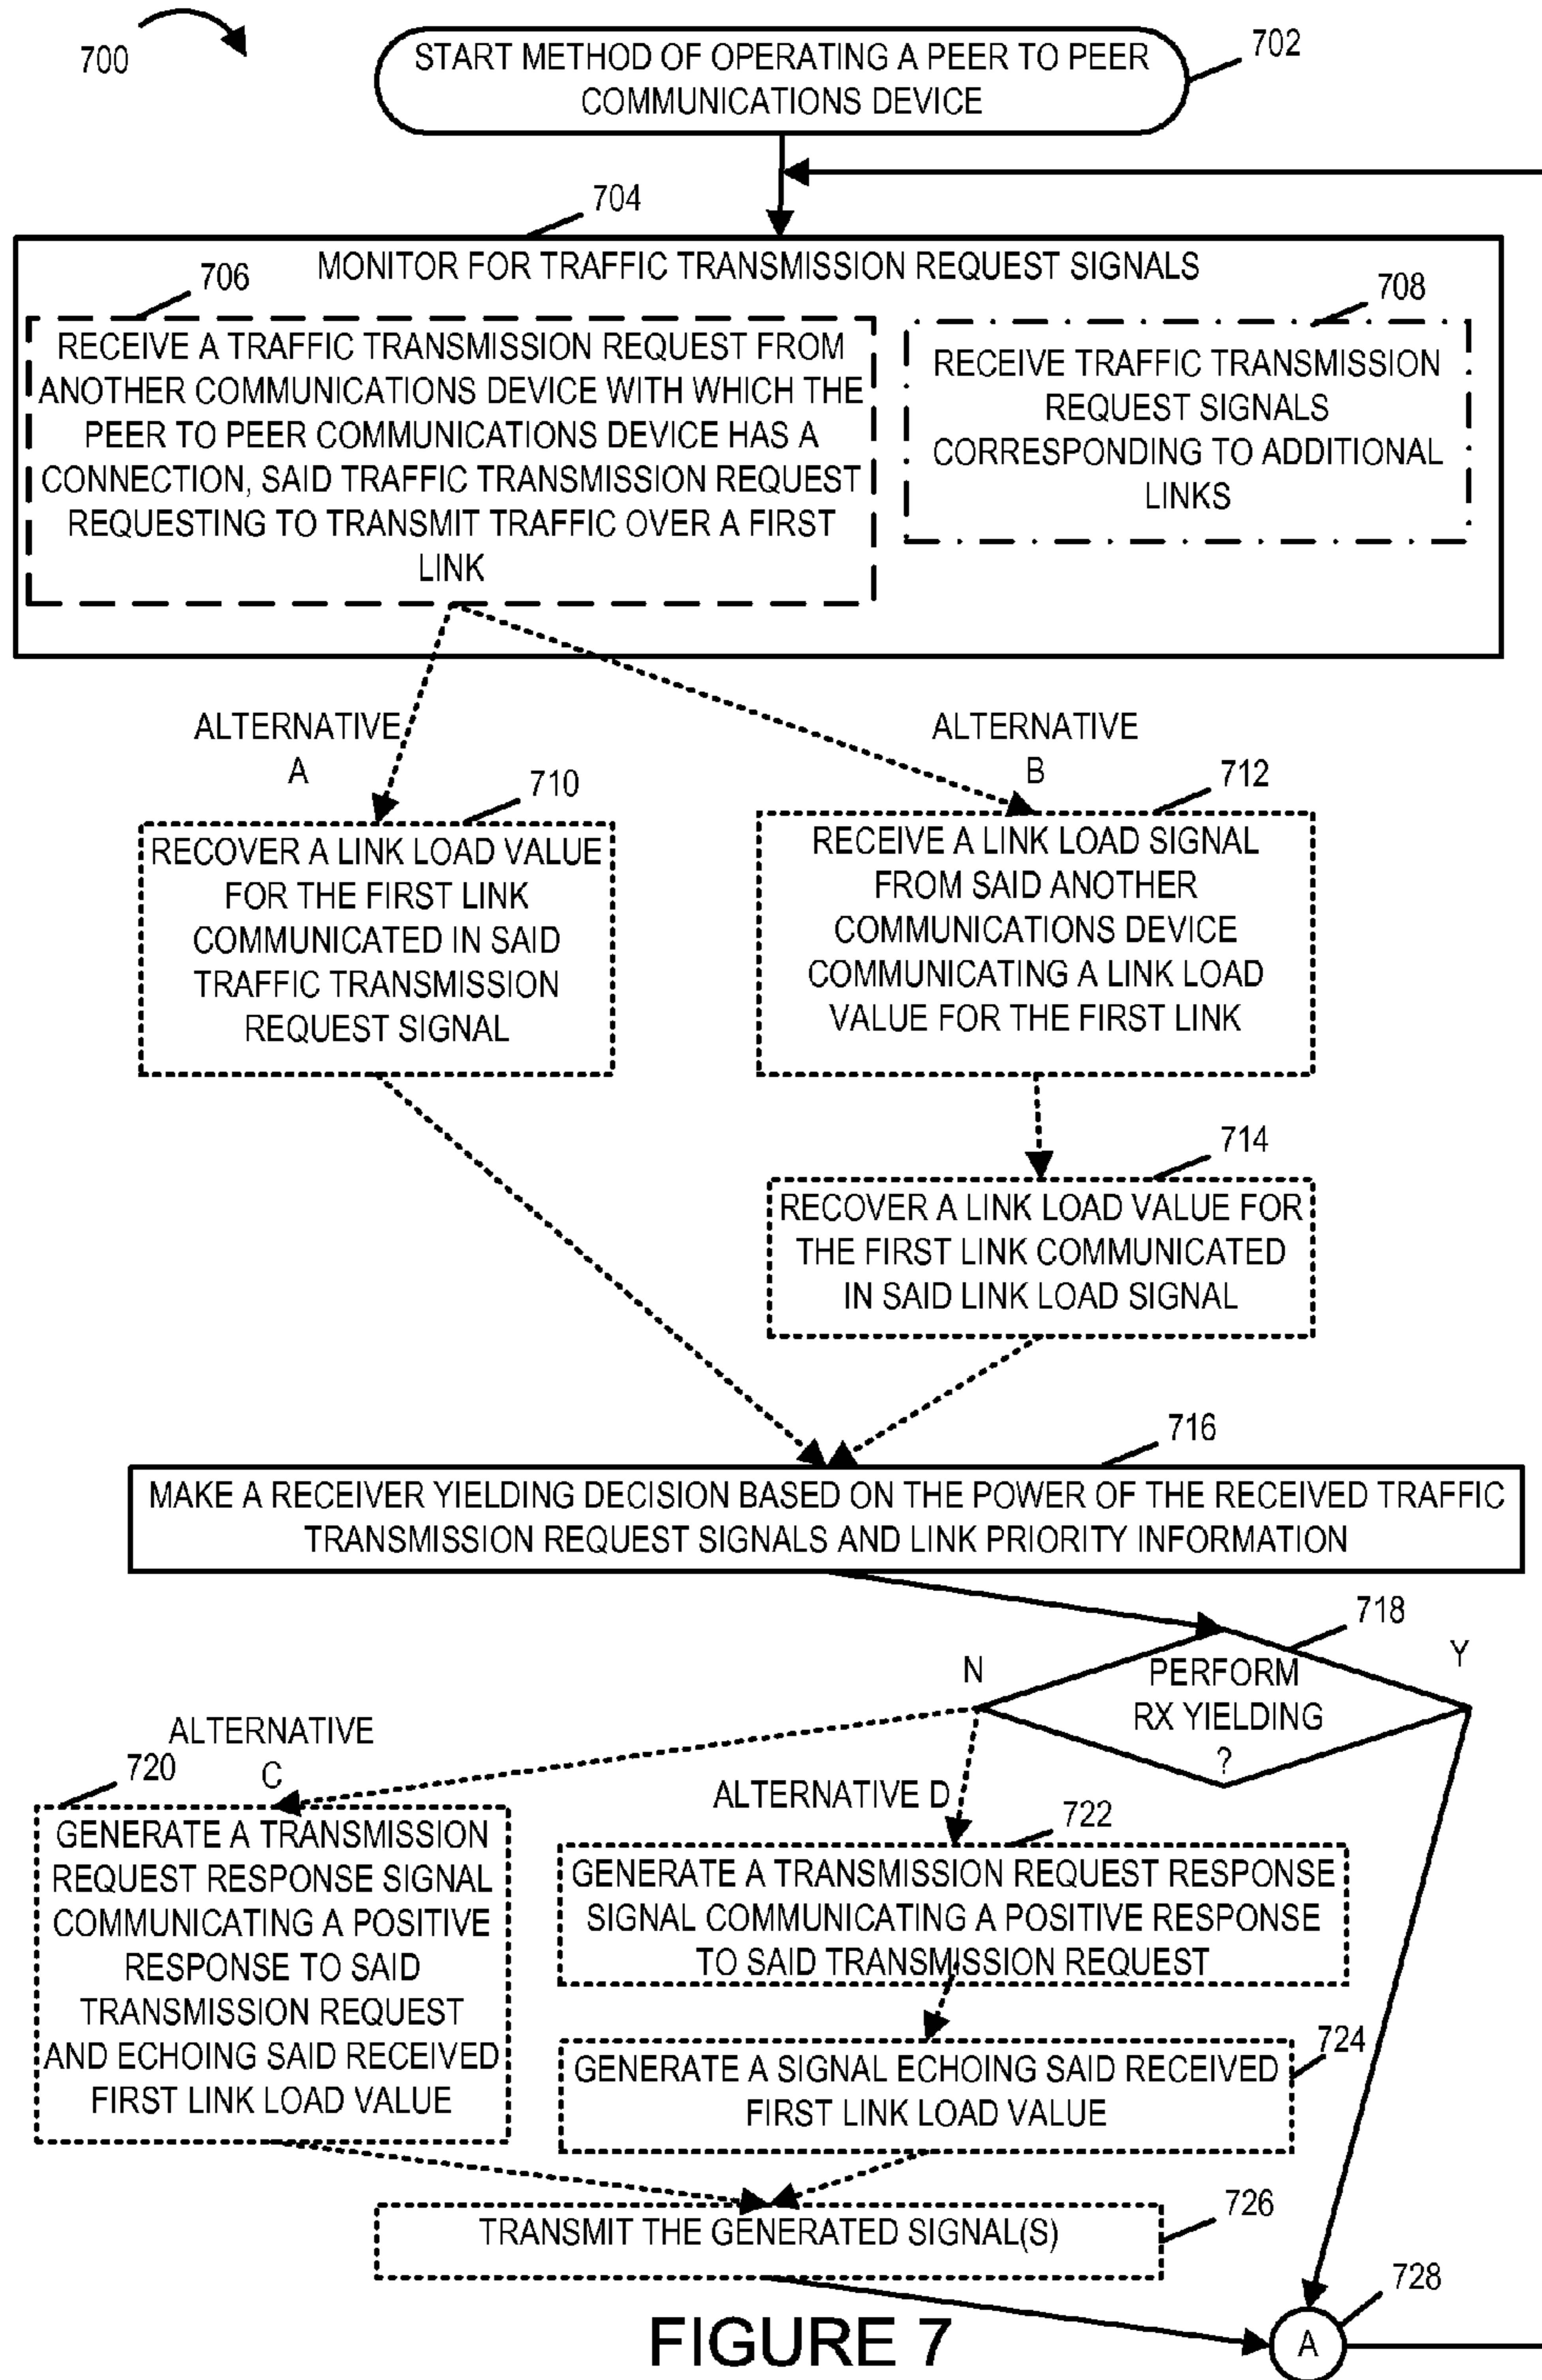 700
START METHOD OF OPERATING A PEER TO PEER
COMMUNICATIONS DEVICE
702
704
MONITOR FOR TRAFFIC TRANSMISSION REQUEST SIGNALS
706
RECEIVE A TRAFFIC TRANSMISSION REQUEST FROM
ANOTHER COMMUNICATIONS DEVICE WITH WHICH THE
PEER TO PEER COMMUNICATIONS DEVICE HAS A
CONNECTION, SAID TRAFFIC TRANSMISSION REQUEST
REQUESTING TO TRANSMIT TRAFFIC OVER A FIRST
LINK
708
RECEIVE TRAFFIC TRANSMISSION
REQUEST SIGNALS
CORRESPONDING TO ADDITIONAL
LINKS
ALTERNATIVE
A
710
RECOVER A LINK LOAD VALUE
FOR THE FIRST LINK
COMMUNICATED IN SAID
TRAFFIC TRANSMISSION
REQUEST SIGNAL
ALTERNATIVE
B
712
RECEIVE A LINK LOAD SIGNAL
FROM SAID ANOTHER
COMMUNICATIONS DEVICE
COMMUNICATING A LINK LOAD
VALUE FOR THE FIRST LINK
714
RECOVER A LINK LOAD VALUE FOR
THE FIRST LINK COMMUNICATED
IN SAID LINK LOAD SIGNAL
716
MAKE A RECEIVER YIELDING DECISION BASED ON THE POWER OF THE RECEIVED TRAFFIC
TRANSMISSION REQUEST SIGNALS AND LINK PRIORITY INFORMATION
718
N
PERFORM
RX YIELDING
?
Y
ALTERNATIVE
C
720
GENERATE A TRANSMISSION
REQUEST RESPONSE SIGNAL
COMMUNICATING A POSITIVE
RESPONSE TO SAID
TRANSMISSION REQUEST
AND ECHOING SAID RECEIVED
FIRST LINK LOAD VALUE
ALTERNATIVE D
722
GENERATE A TRANSMISSION REQUEST RESPONSE
SIGNAL COMMUNICATING A POSITIVE RESPONSE
TO SAID TRANSMISSION REQUEST
724
GENERATE A SIGNAL ECHOING SAID RECEIVED
FIRST LINK LOAD VALUE
726
TRANSMIT THE GENERATED SIGNAL(S)
728
A
FIGURE 7